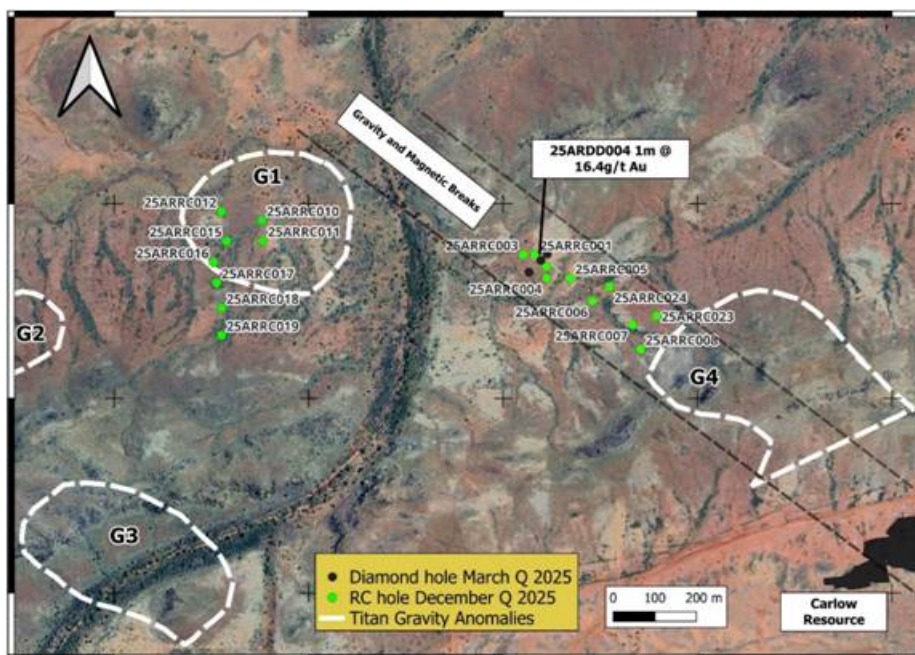 Gravity and Magnetic Breaks
25ARDD004 1m @
16.4g/t Au
G1
25ARRC012
25ARRC010
25ARRC015
25ARRC011
25ARRC016
25ARRC017
25ARRC018
25ARRC019
25ARRC003
25ARRC001
25ARRC004
25ARRC005
25ARRC006
25ARRC024
25ARRC023
25ARRC007
25ARRC008
G2
G4
G3
Diamond hole March Q 2025
RC hole December Q 2025
Titan Gravity Anomalies
0 100 200 m
Carlow
Resource